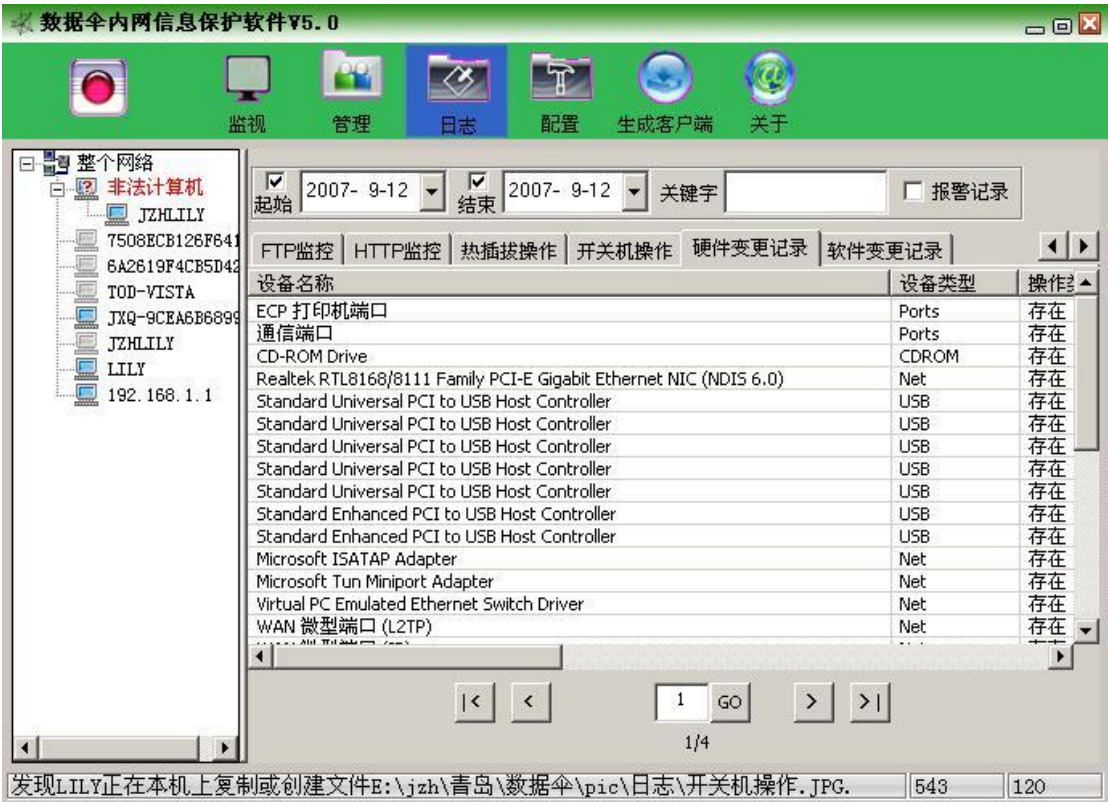 数据伞内网信息保护软件V5.0
监视 管理 日志 配置 生成客户端 关于
整个网络
非法计算机
JZHLILY
7508ECB126F641
6A2619F4CB5D42
TOD-VISTA
JXQ-9CEA6B6899
JZHLILY
LILY
192.168.1.1
起始 2007- 9-12 结束 2007- 9-12 关键字 报警记录
FTP监控 HTTP监控 热插拔操作 开关机操作 硬件变更记录 软件变更记录
设备名称 设备类型 操作
ECP 打印机端口 Ports 存在
通信端口 Ports 存在
CD-ROM Drive CDROM 存在
Realtek RTL8168/8111 Family PCI-E Gigabit Ethernet NIC (NDIS 6.0) Net 存在
Standard Universal PCI to USB Host Controller USB 存在
Standard Universal PCI to USB Host Controller USB 存在
Standard Universal PCI to USB Host Controller USB 存在
Standard Universal PCI to USB Host Controller USB 存在
Standard Universal PCI to USB Host Controller USB 存在
Standard Enhanced PCI to USB Host Controller USB 存在
Standard Enhanced PCI to USB Host Controller USB 存在
Microsoft ISATAP Adapter Net 存在
Microsoft Tun Miniport Adapter Net 存在
Virtual PC Emulated Ethernet Switch Driver Net 存在
WAN 微型端口 (L2TP) Net 存在
|< < 1 GO > >|
1/4
发现LILY正在本机上复制或创建文件E:\jzh\青岛\数据伞\pic\日志\开关机操作.JPG. 543 120